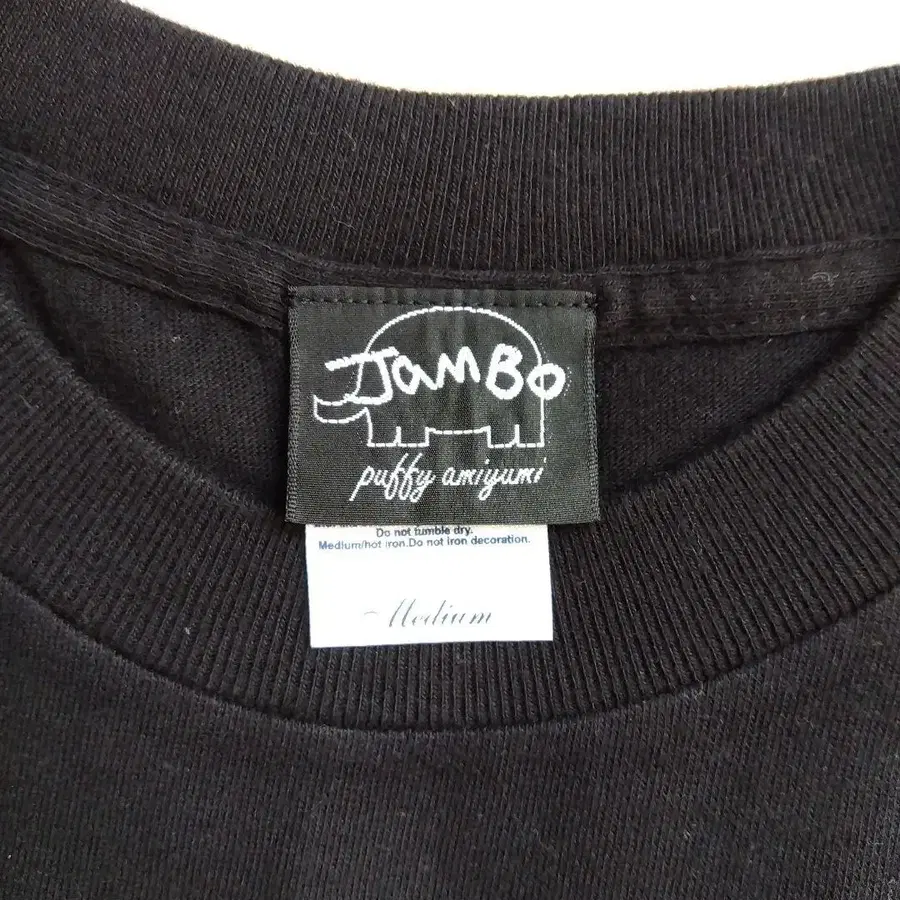 JAMBO
puffy amiyumi
Do not tumble dry.
Medium/hot iron.Do not iron decoration.
Medium